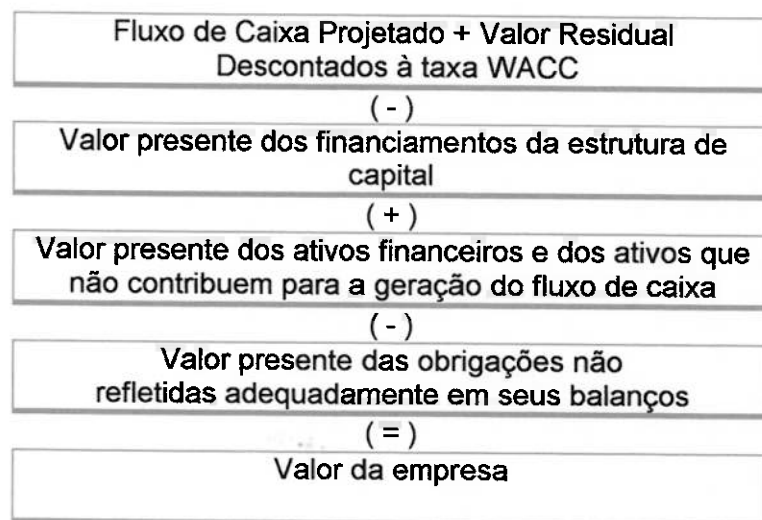 Fluxo de Caixa Projetado + Valor Residual
Descontados à taxa WACC
( - )
Valor presente dos financiamentos da estrutura de
capital
( + )
Valor presente dos ativos financeiros e dos ativos que
não contribuem para a geração do fluxo de caixa
( - )
Valor presente das obrigações não
refletidas adequadamente em seus balanços
( = )
Valor da empresa